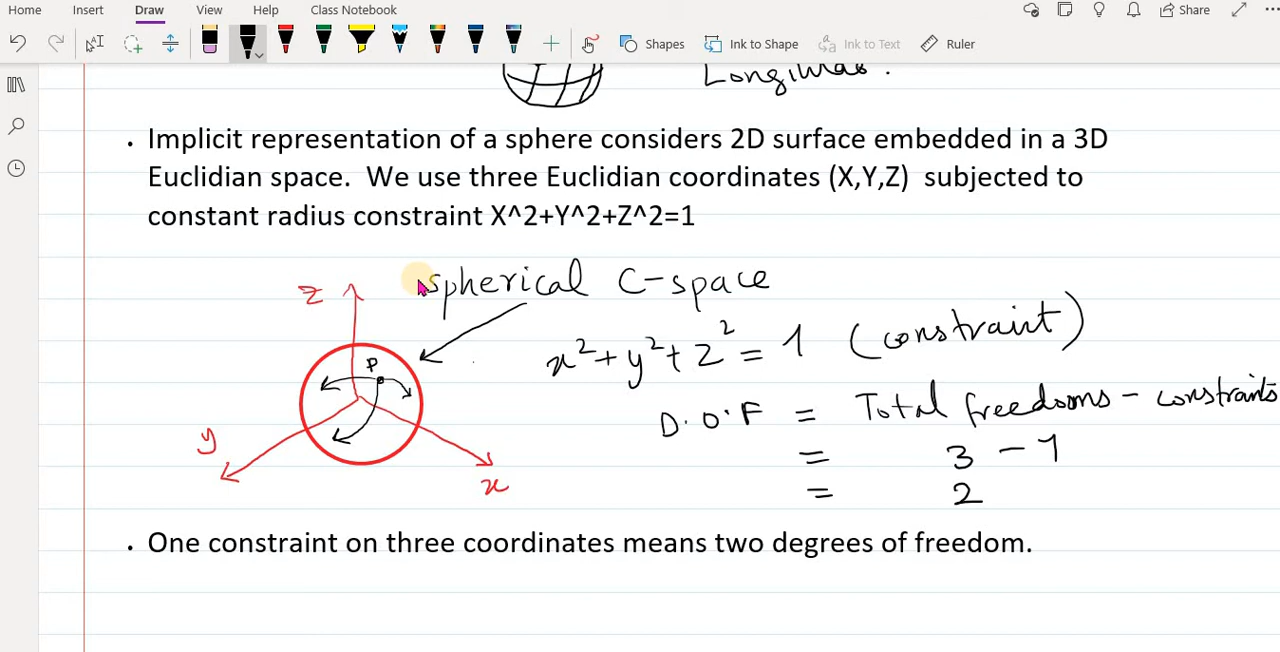 Home Insert Draw View Help Class Notebook Share
Shapes Ink to Shape Ink to Text Ruler
• Implicit representation of a sphere considers 2D surface embedded in a 3D
Euclidian space. We use three Euclidian coordinates (X,Y,Z) subjected to
constant radius constraint X^2+Y^2+Z^2=1
spherical C-space
z
P
y
x
x²+y²+z²=1 (constraint)
D.O.F = Total freedoms - constraints
= 3 - 1
= 2
• One constraint on three coordinates means two degrees of freedom.